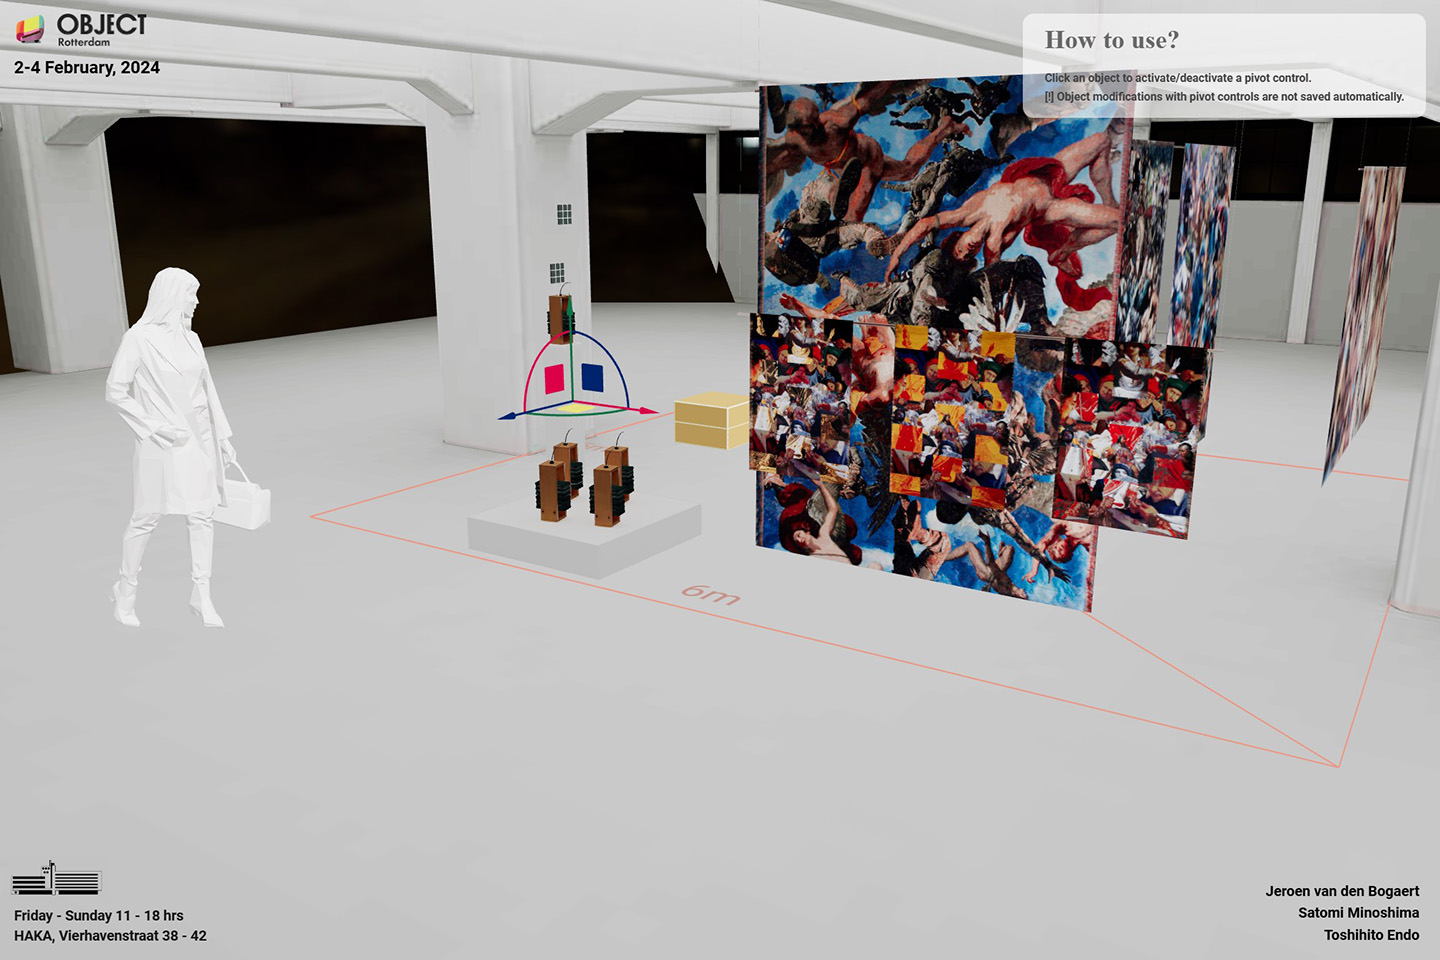 OBJECT
Rotterdam
2-4 February, 2024
How to use?
Click an object to activate/deactivate a pivot control.
[!] Object modifications with pivot controls are not saved automatically.
6m
Friday - Sunday 11 - 18 hrs
HAKA, Vierhavenstraat 38 - 42
Jeroen van den Bogaert
Satomi Minoshima
Toshihito Endo